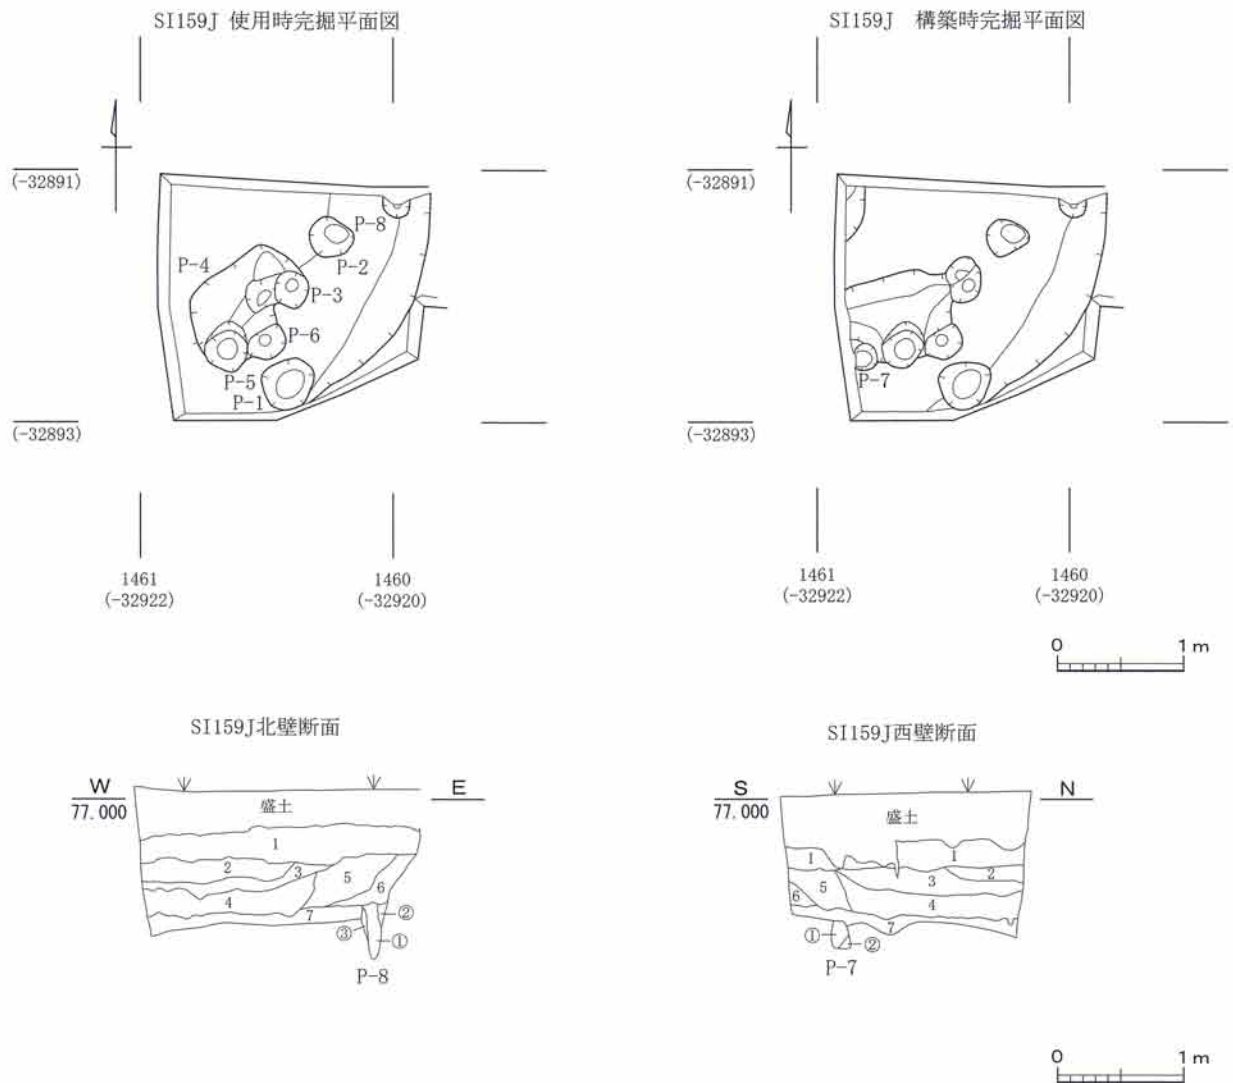 SI159J 使用時完掘平面図
(-32891)
P-8
P-4
P-2
P-3
P-6
P-5
P-1
(-32893)
1461
(-32922)
1460
(-32920)
SI159J 構築時完掘平面図
(-32891)
P-7
(-32893)
1461
(-32922)
1460
(-32920)
0 1m
SI159J北壁断面
W
77.000
E
盛土
1
2
3
5
6
4
7
②
③
①
P-8
SI159J西壁断面
S
77.000
N
盛土
1
1
2
3
5
6
4
7
①
②
P-7
0 1m